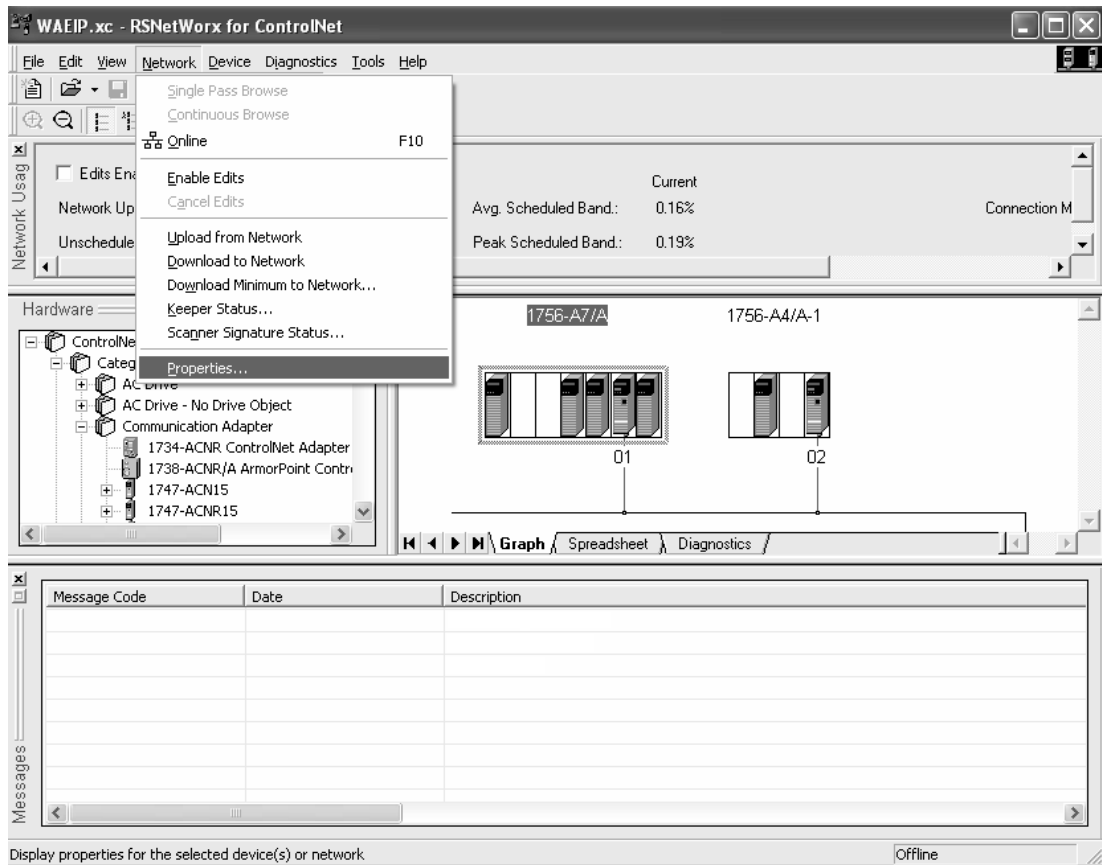 WAEIP.xc - RSNetWorx for ControlNet
File Edit View Network Device Diagnostics Tools Help
Single Pass Browse
Continuous Browse
Online F10
Enable Edits
Cancel Edits
Upload from Network
Download to Network
Download Minimum to Network...
Keeper Status...
Scanner Signature Status...
Properties...
Network Usag
Edits Ena
Current
Network Up
Avg. Scheduled Band.: 0.16%
Connection M
Unschedule
Peak Scheduled Band.: 0.19%
Hardware
ControlNe
Categ
AC Drive
AC Drive - No Drive Object
Communication Adapter
1734-ACNR ControlNet Adapter
1738-ACNR/A ArmorPoint Contr
1747-ACN15
1747-ACNR15
1756-A7/A
1756-A4/A-1
01
02
Graph Spreadsheet Diagnostics
Message Code Date Description
Messages
Display properties for the selected device(s) or network
Offline